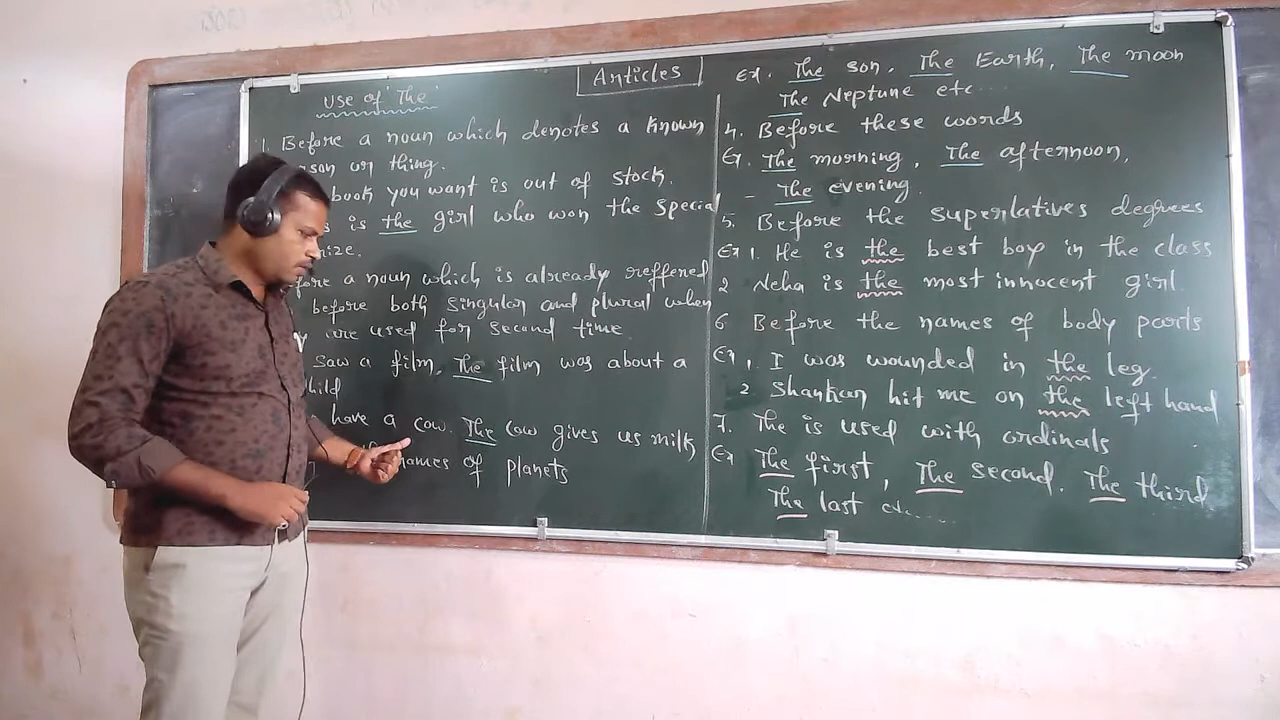 Articles
Use of 'The'
1. Before a noun which denotes a known
son or thing.
book you want is out of stock.
is the girl who won the special
rize.
fore a noun which is already reffered
before both singular and plural when
are used for second time
Saw a film. The film was about a
hild
have a cow. The cow gives us milk
names of planets
Ex. The son, The Earth, The moon
The Neptune etc....
4. Before these words
Ex. The morning, The afternoon,
- The evening.
5. Before the superlatives degrees
Ex 1. He is the best boy in the class
2 Neha is the most innocent girl.
6 Before the names of body parts
Ex 1. I was wounded in the leg.
2. Shankar hit me on the left hand
7. The is used with ordinals
Ex The first, The second. The third
The last etc.....